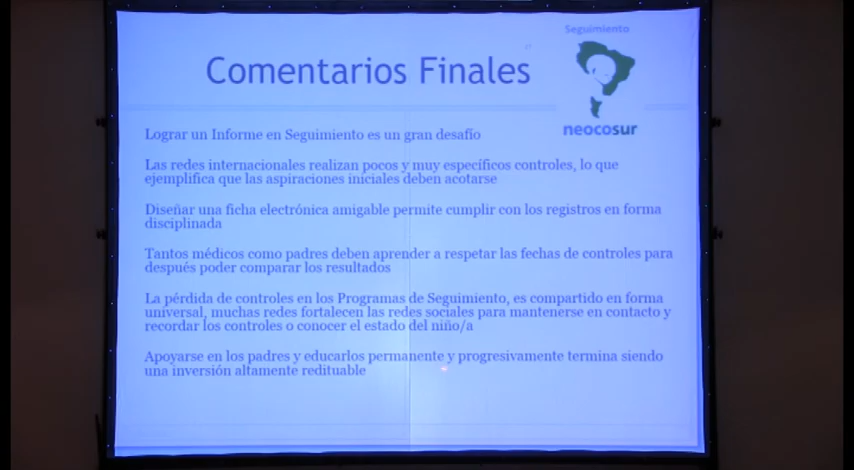 Seguimiento
Comentarios Finales
neocosur
Lograr un Informe en Seguimiento es un gran desafío
Las redes internacionales realizan pocos y muy específicos controles, lo que
ejemplifica que las aspiraciones iniciales deben acotarse
Diseñar una ficha electrónica amigable permite cumplir con los registros en forma
disciplinada
Tantos médicos como padres deben aprender a respetar las fechas de controles para
después poder comparar los resultados
La pérdida de controles en los Programas de Seguimiento, es compartido en forma
universal, muchas redes fortalecen las redes sociales para mantenerse en contacto y
recordar los controles o conocer el estado del niño/a
Apoyarse en los padres y educarlos permanente y progresivamente termina siendo
una inversión altamente redituable